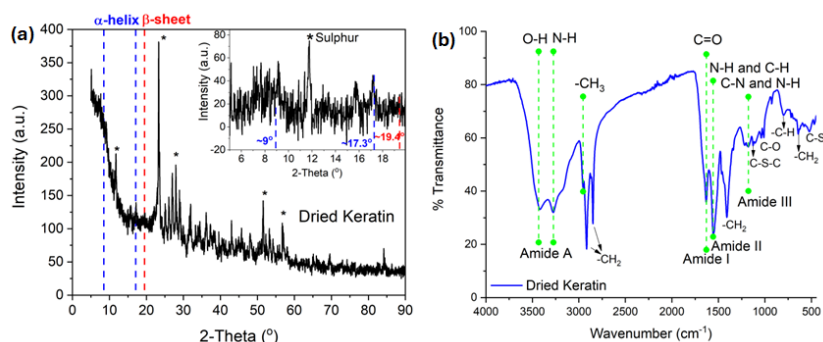 (a)
α-helix β-sheet
*
* Sulphur
80
60
40
20
0
-20
Intensity (a.u.)
~9°
~17.3°
~19.4°
6 8 10 12 14 16 18
2-Theta (°)
400
350
300
250
200
150
100
50
0
Intensity (a.u.)
*
*
*
*
Dried Keratin
0 10 20 30 40 50 60 70 80 90
2-Theta (°)
(b)
O-H N-H
-CH₃
C=O
N-H and C-H
C-N and N-H
-C-H
C-S
-CH₂
C-O
C-S-C
Amide III
-CH₂
Amide II
Amide I
Amide A
-CH₂
Dried Keratin
100
80
60
40
20
0
% Transmittance
4000 3500 3000 2500 2000 1500 1000 500
Wavenumber (cm⁻¹)